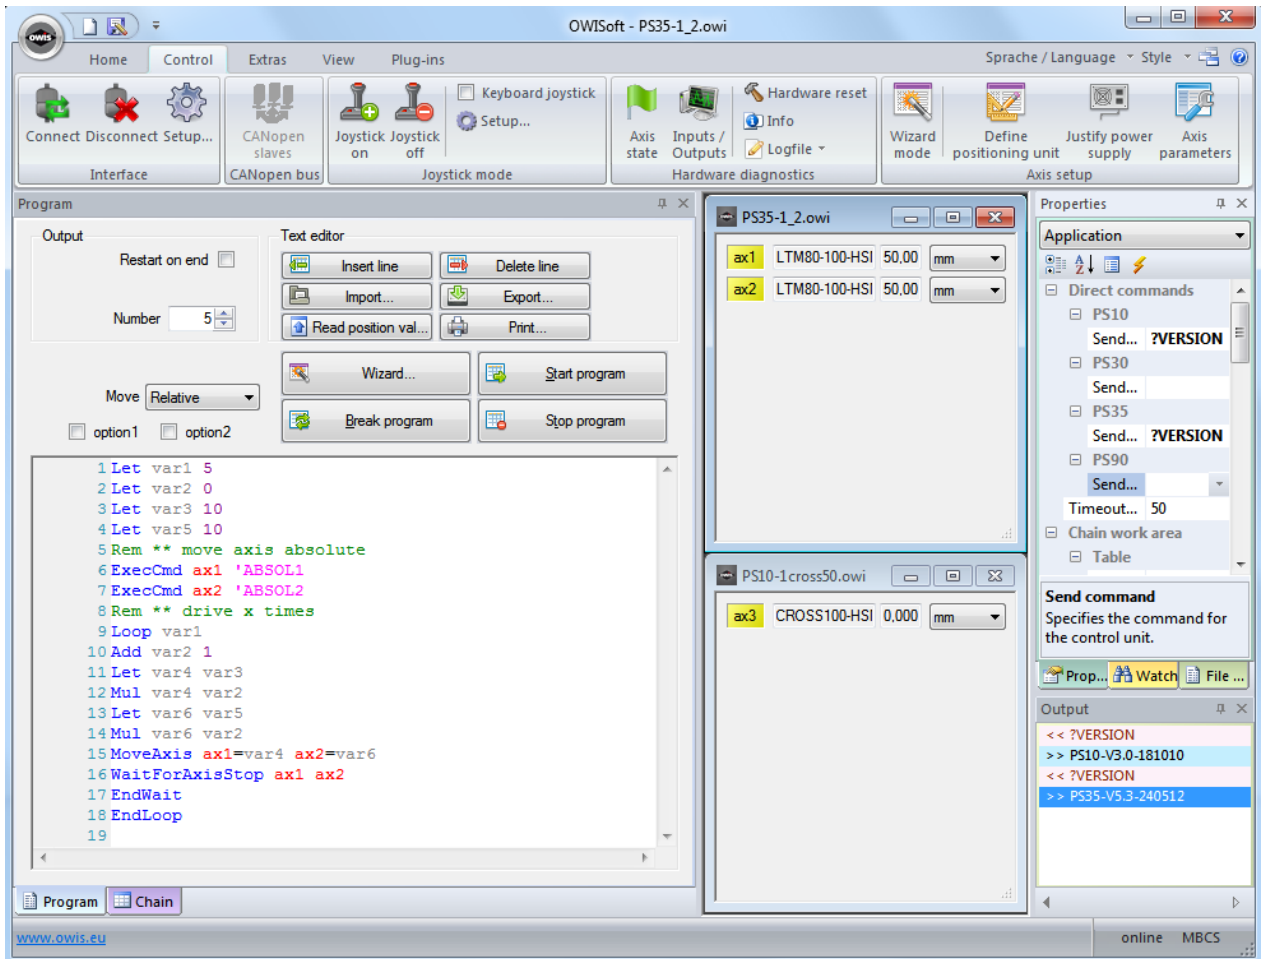 OWISoft - PS35-1_2.owi
owis
Home Control Extras View Plug-ins Sprache / Language Style
Connect Disconnect Setup...
Interface
CANopen slaves
CANopen bus
Joystick on Joystick off
Keyboard joystick
Setup...
Joystick mode
Axis state Inputs / Outputs
Hardware reset
Info
Logfile
Hardware diagnostics
Wizard mode Define positioning unit Justify power supply Axis parameters
Axis setup
Program
Output
Restart on end
Number 5
Text editor
Insert line Delete line
Import... Export...
Read position val... Print...
Move Relative
option1 option2
Wizard... Start program
Break program Stop program
1 Let var1 5
2 Let var2 0
3 Let var3 10
4 Let var5 10
5 Rem ** move axis absolute
6 ExecCmd ax1 'ABSOL1
7 ExecCmd ax2 'ABSOL2
8 Rem ** drive x times
9 Loop var1
10 Add var2 1
11 Let var4 var3
12 Mul var4 var2
13 Let var6 var5
14 Mul var6 var2
15 MoveAxis ax1=var4 ax2=var6
16 WaitForAxisStop ax1 ax2
17 EndWait
18 EndLoop
19
Program Chain
PS35-1_2.owi
ax1 LTM80-100-HSI 50,00 mm
ax2 LTM80-100-HSI 50,00 mm
PS10-1cross50.owi
ax3 CROSS100-HSI 0,000 mm
Properties
Application
Direct commands
PS10
Send... ?VERSION
PS30
Send...
PS35
Send... ?VERSION
PS90
Send...
Timeout... 50
Chain work area
Table
Send command
Specifies the command for
the control unit.
Prop... Watch File ...
Output
<< ?VERSION
>> PS10-V3.0-181010
<< ?VERSION
>> PS35-V5.3-240512
www.owis.eu
online MBCS